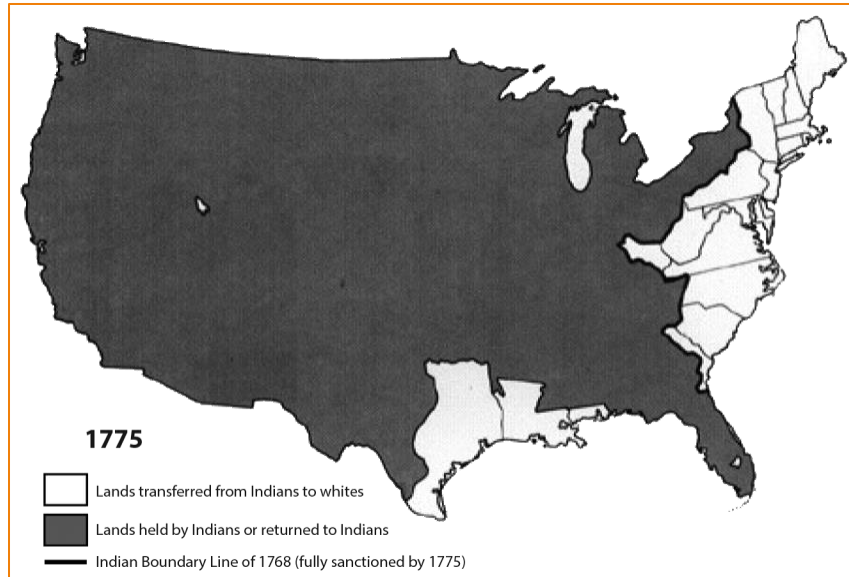 1775
Lands transferred from Indians to whites
Lands held by Indians or returned to Indians
Indian Boundary Line of 1768 (fully sanctioned by 1775)